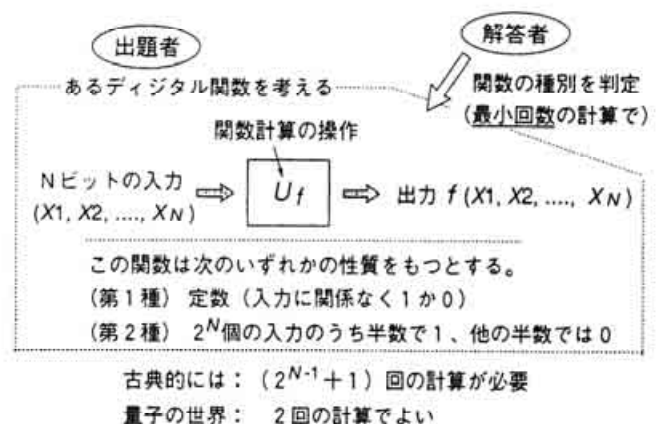 出題者
解答者
あるディジタル関数を考える
関数の種別を判定
(最小回数の計算で)
関数計算の操作
Nビットの入力
(X1, X2, ...., XN)
Uf
出力 f (X1, X2, ...., XN)
この関数は次のいずれかの性質をもつとする。
(第1種) 定数(入力に関係なく1か0)
(第2種) 2^N個の入力のうち半数で1、他の半数では0
古典的には： (2^N-1+1) 回の計算が必要
量子の世界： 2回の計算でよい